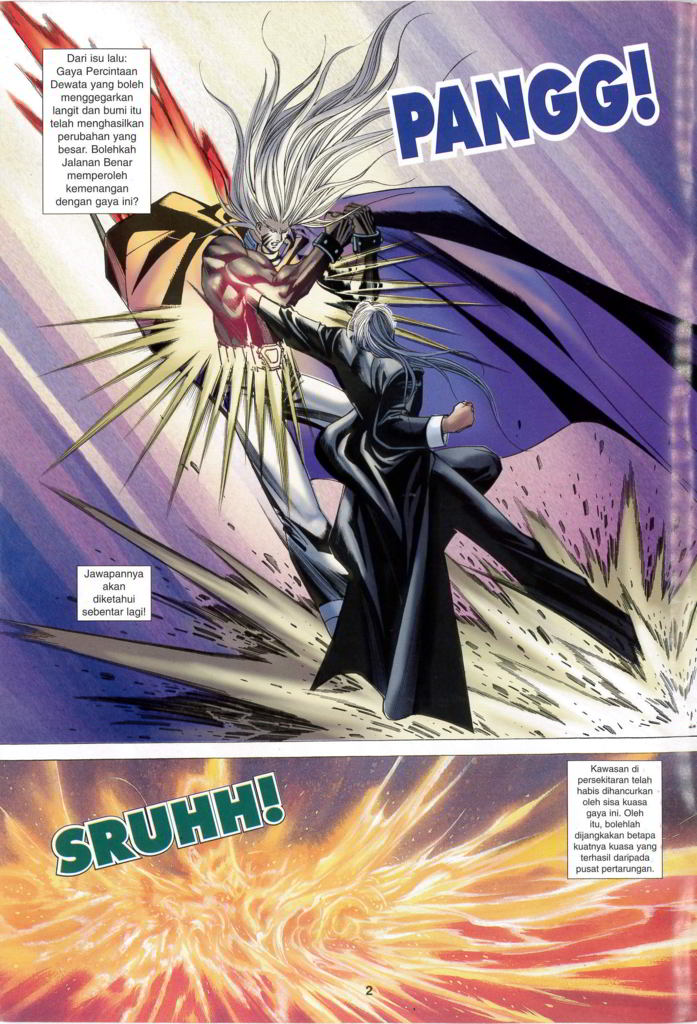 Dari isu lalu:
Gaya Percintaan
Dewata yang boleh
menggegarkan
langit dan bumi itu
telah menghasilkan
perubahan yang
besar. Bolehkah
Jalanan Benar
memperoleh
kemenangan
dengan gaya ini?
PANGG!
Jawapannya
akan
diketahui
sebentar lagi!
SRUHH!
Kawasan di
persekitaran telah
habis dihancurkan
oleh sisa kuasa
gaya ini. Oleh
itu, bolehlah
dijangkakan betapa
kuatnya kuasa yang
terhasil daripada
pusat pertarungan.
2